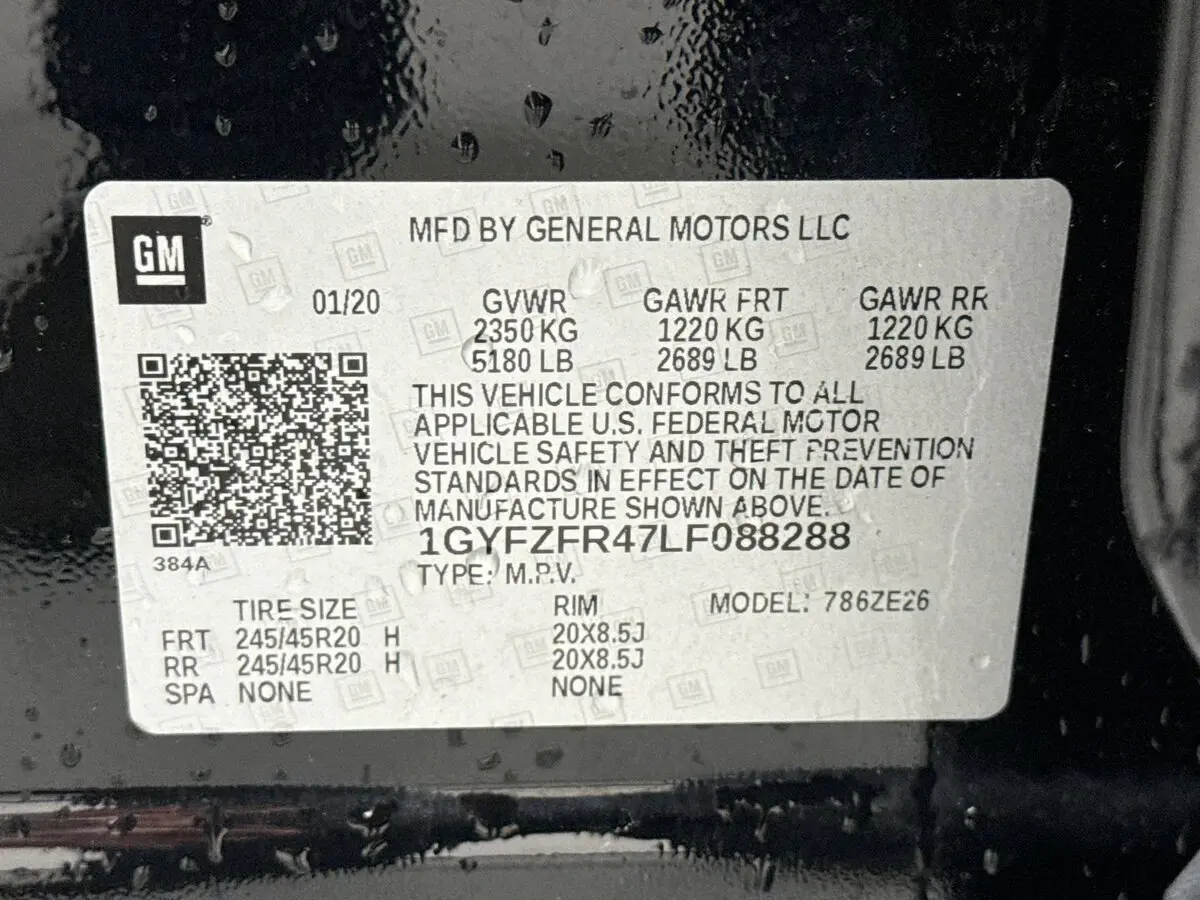 GM
MFD BY GENERAL MOTORS LLC
01/20 GVWR GAWR FRT GAWR RR
2350 KG 1220 KG 1220 KG
5180 LB 2689 LB 2689 LB
THIS VEHICLE CONFORMS TO ALL
APPLICABLE U.S. FEDERAL MOTOR
VEHICLE SAFETY AND THEFT PREVENTION
STANDARDS IN EFFECT ON THE DATE OF
MANUFACTURE SHOWN ABOVE.
1GYFZFR47LF088288
384A
TYPE: M.P.V.
TIRE SIZE RIM MODEL: 786ZE26
FRT 245/45R20 H 20X8.5J
RR 245/45R20 H 20X8.5J
SPA NONE NONE